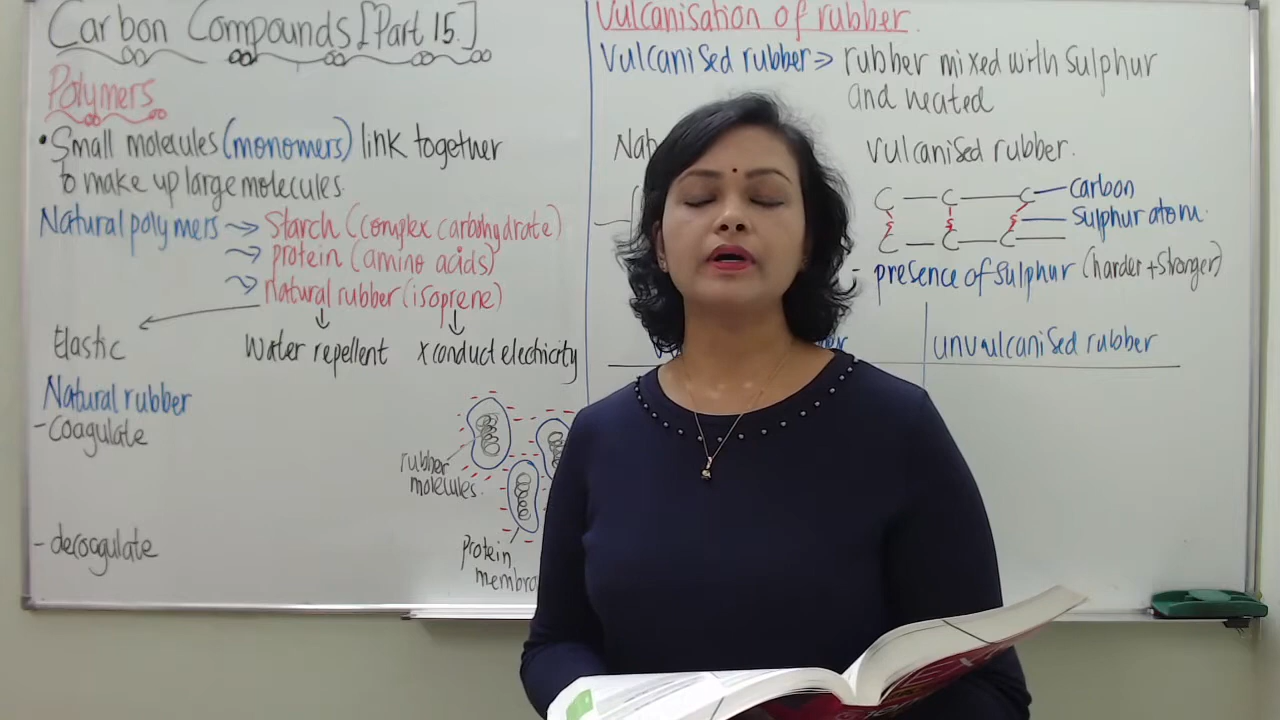 Carbon Compounds [Part 15.]
Polymers
• Small molecules (monomers) link together
to make up large molecules.
Natural polymers → Starch (complex carbohydrate)
→ protein (amino acids)
→ natural rubber (isoprene)
Elastic
Water repellent
x conduct electricity
Natural rubber
- Coagulate
rubber
molecules.
- decoagulate
protein
Vulcanisation of rubber.
Vulcanised rubber => rubber mixed with Sulphur
and heated
Vulcanised rubber.
C — C — C — carbon
Sulphur atom.
C — C — C
- presence of sulphur (harder + stronger)
unvulcanised rubber